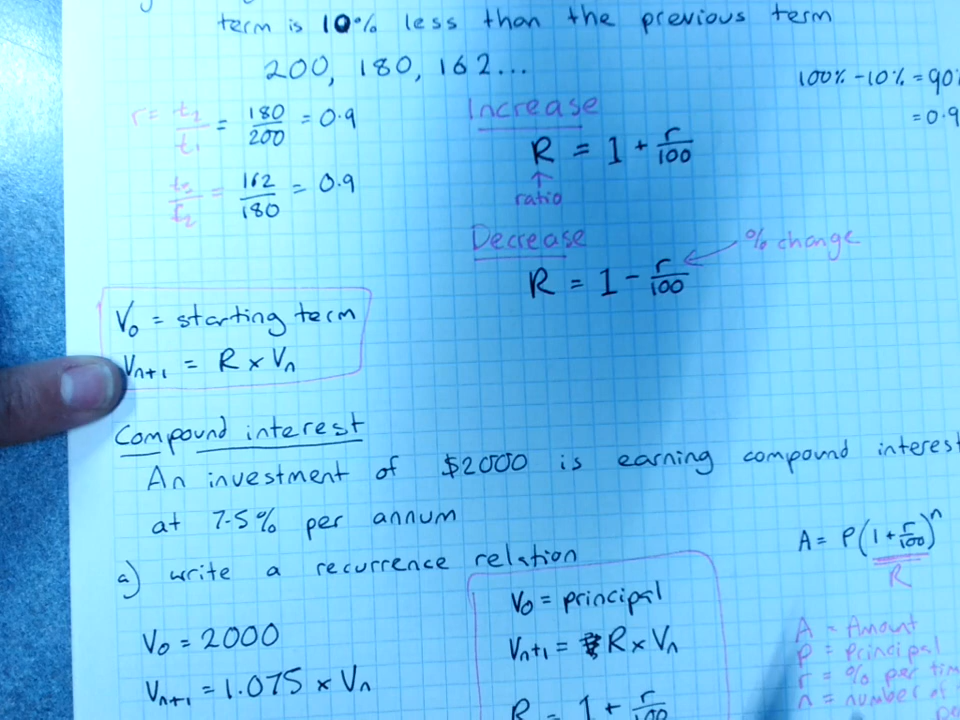 term is 10% less than the previous term
200, 180, 162...
100% - 10% = 90%
= 0.9
r = t2/t1 = 180/200 = 0.9
t3/t2 = 162/180 = 0.9
Increase
R = 1 + r/100
↑
ratio
Decrease
% change
R = 1 - r/100
V0 = starting term
Vn+1 = R × Vn
Compound interest
An investment of $2000 is earning compound interest
at 7.5% per annum
a) write a recurrence relation
A = P(1 + r/100)^n
R
V0 = 2000
Vn+1 = 1.075 × Vn
V0 = principal
Vn+1 = R × Vn
R = 1 + r/100
A = Amount
P = Principal
r = % per
n = number of